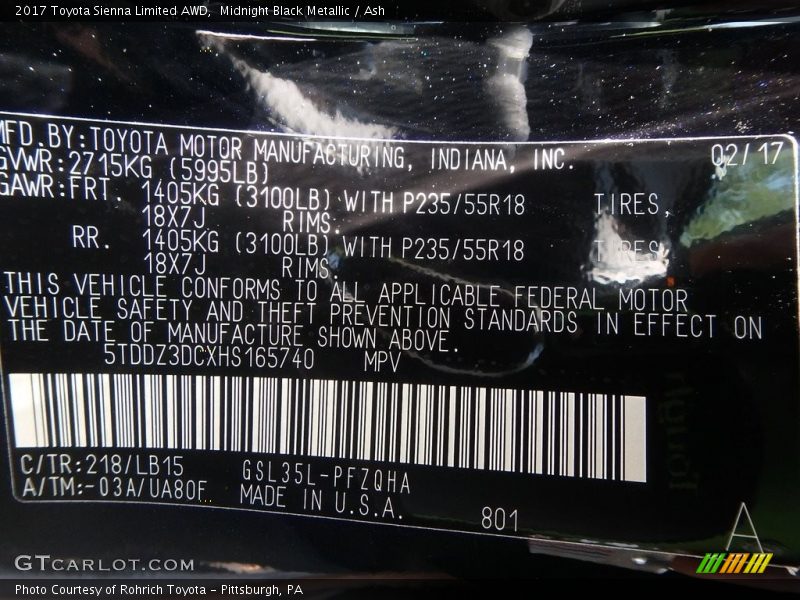 2017 Toyota Sienna Limited AWD,  Midnight Black Metallic / Ash
MFD.BY:TOYOTA MOTOR MANUFACTURING, INDIANA, INC. 02/17
GVWR:2715KG (5995LB)
GAWR:FRT. 1405KG (3100LB) WITH P235/55R18 TIRES,
18X7J RIMS.
RR. 1405KG (3100LB) WITH P235/55R18 TIRES,
18X7J RIMS.
THIS VEHICLE CONFORMS TO ALL APPLICABLE FEDERAL MOTOR
VEHICLE SAFETY AND THEFT PREVENTION STANDARDS IN EFFECT ON
THE DATE OF MANUFACTURE SHOWN ABOVE.
5TDDZ3DCXHS165740 MPV
C/TR:218/LB15 GSL35L-PFZQHA
A/TM:-03A/UA80F MADE IN U.S.A.
801
A
GTCARLOT.COM
Photo Courtesy of Rohrich Toyota - Pittsburgh, PA